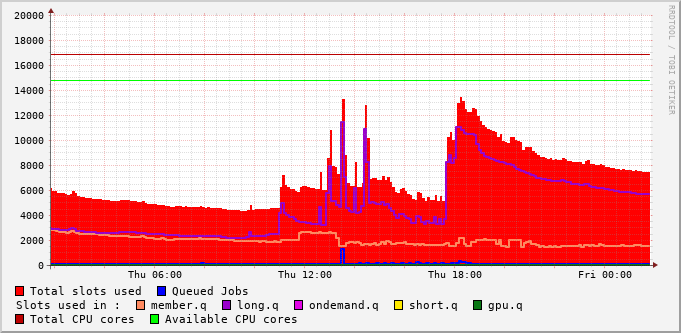 20000
18000
16000
14000
12000
10000
8000
6000
4000
2000
0
Thu 06:00 Thu 12:00 Thu 18:00 Fri 00:00
RRDTOOL / TOBI OETIKER
Total slots used Queued Jobs
Slots used in : member.q long.q ondemand.q short.q gpu.q
Total CPU cores Available CPU cores